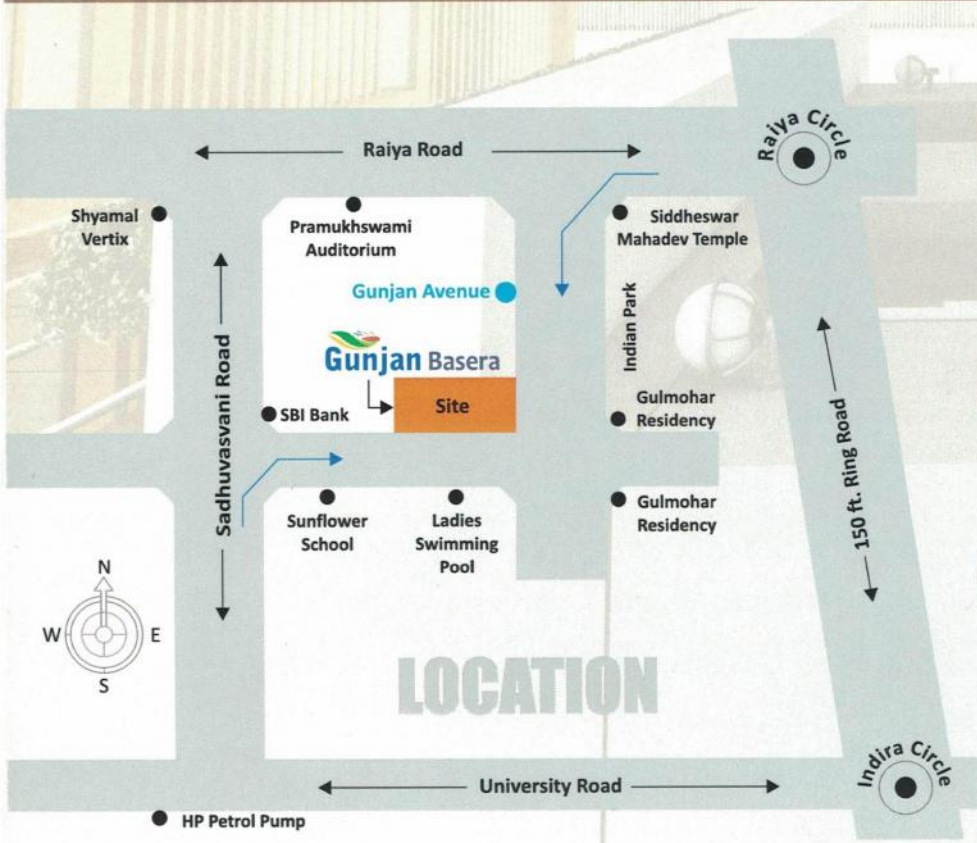 Raiya Road
Raiya Circle
Shyamal
Vertix
Pramukhswami
Auditorium
Siddheswar
Mahadev Temple
Gunjan Avenue
Indian Park
Gunjan Basera
Site
Sadhuvasvani Road
SBI Bank
Gulmohar
Residency
150 ft. Ring Road
Sunflower
School
Ladies
Swimming
Pool
Gulmohar
Residency
N
W
E
S
LOCATION
University Road
Indira Circle
HP Petrol Pump